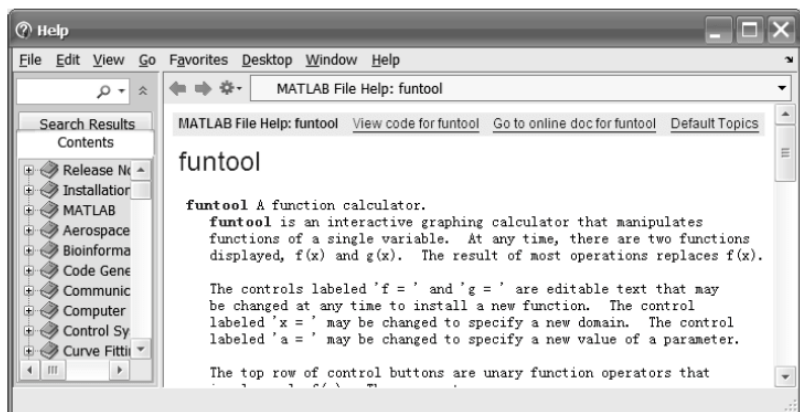 Help
File Edit View Go Favorites Desktop Window Help
MATLAB File Help: funtool
Search Results
Contents
Release No
Installation
MATLAB
Aerospace
Bioinforma
Code Gene
Communic
Computer
Control Sy
Curve Fittin
MATLAB File Help: funtool View code for funtool Go to online doc for funtool Default Topics
funtool
funtool A function calculator.
funtool is an interactive graphing calculator that manipulates
functions of a single variable. At any time, there are two functions
displayed, f(x) and g(x). The result of most operations replaces f(x).
The controls labeled 'f = ' and 'g = ' are editable text that may
be changed at any time to install a new function. The control
labeled 'x = ' may be changed to specify a new domain. The control
labeled 'a = ' may be changed to specify a new value of a parameter.
The top row of control buttons are unary function operators that